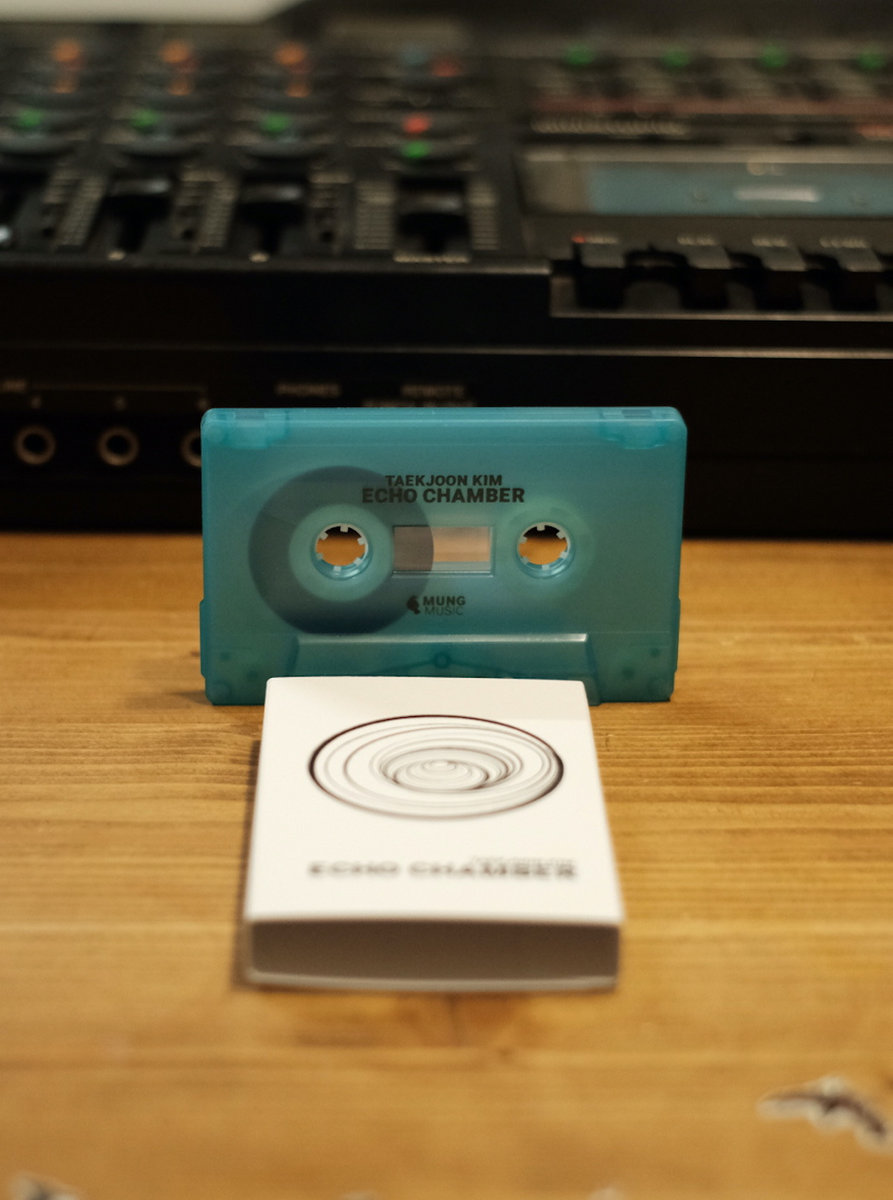 PHONES
REMOTE
TAEKJOON KIM
ECHO CHAMBER
MUNG
MUSIC
ECHO CHAMBER